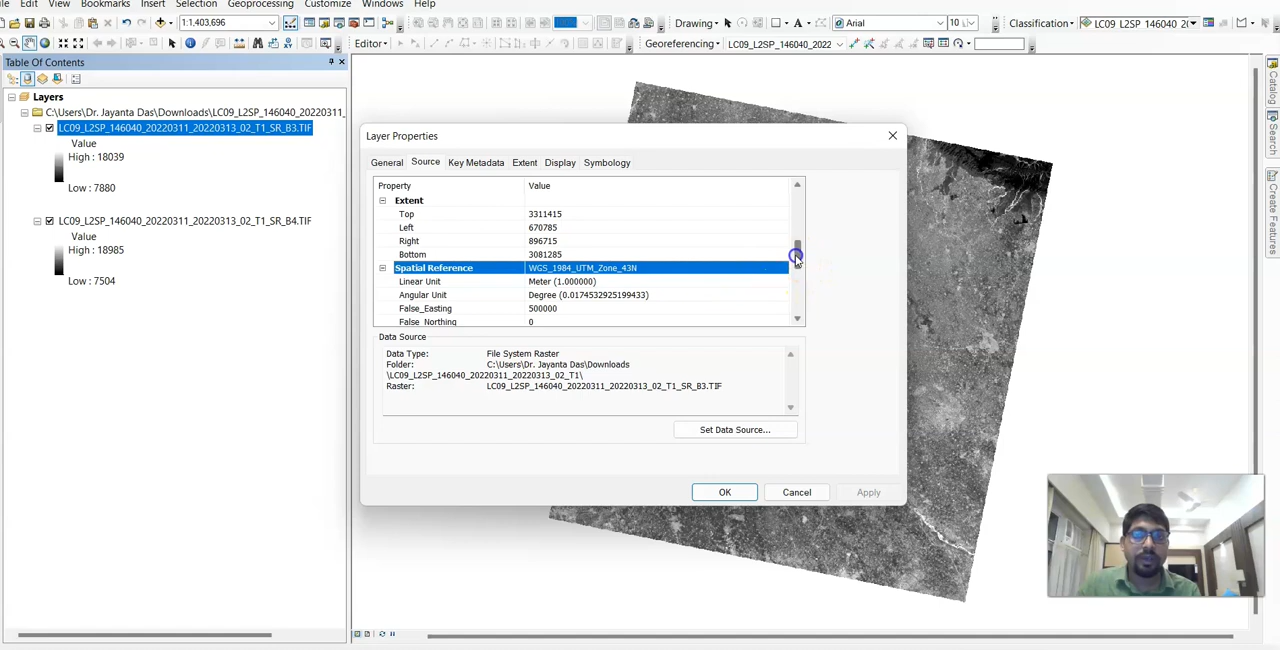 File Edit View Bookmarks Insert Selection Geoprocessing Customize Windows Help
1:1,403,696 Drawing Arial 10 Classification LC09_L2SP_146040_20
Editor Georeferencing LC09_L2SP_146040_2022
Table Of Contents
Layers
C:\Users\Dr. Jayanta Das\Downloads\LC09_L2SP_146040_20220311_
LC09_L2SP_146040_20220311_20220313_02_T1_SR_B3.TIF
Value
High : 18039
Low : 7880
LC09_L2SP_146040_20220311_20220313_02_T1_SR_B4.TIF
Value
High : 18985
Low : 7504
Layer Properties
General Source Key Metadata Extent Display Symbology
Property Value
Extent
Top 3311415
Left 670785
Right 896715
Bottom 3081285
Spatial Reference WGS_1984_UTM_Zone_43N
Linear Unit Meter (1.000000)
Angular Unit Degree (0.0174532925199433)
False_Easting 500000
False_Northing 0
Data Source
Data Type: File System Raster
Folder: C:\Users\Dr. Jayanta Das\Downloads
\LC09_L2SP_146040_20220311_20220313_02_T1\
Raster: LC09_L2SP_146040_20220311_20220313_02_T1_SR_B3.TIF
Set Data Source...
OK Cancel Apply
Catalog
Search
Create Features